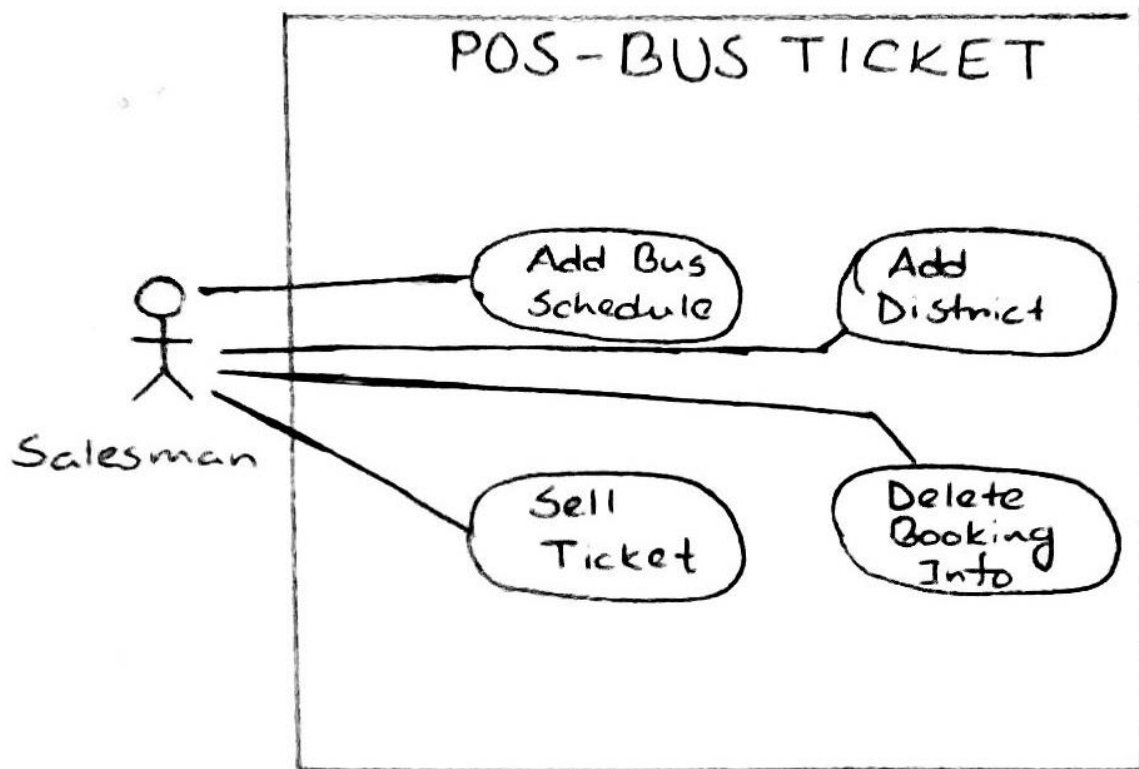 POS-BUS TICKET
Add Bus
Schedule
Add
District
Salesman
Sell
Ticket
Delete
Booking
Info